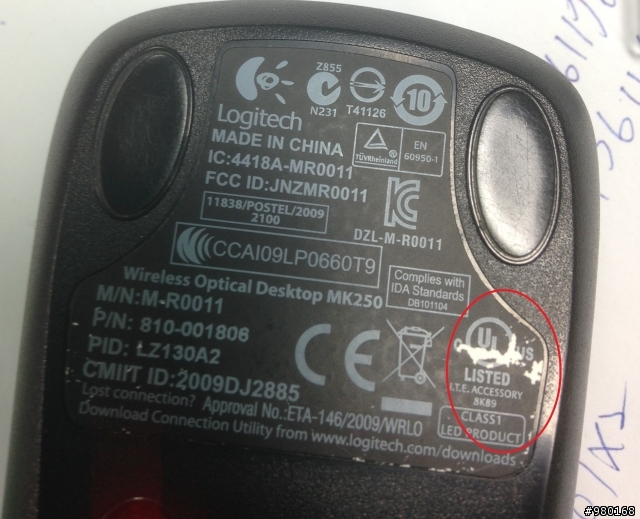 Logitech
Z855
N231
T41126
10
MADE IN CHINA
IC:4418A-MR0011
FCC ID:JNZMR0011
TÜVRheinland
EN
60950-1
11838/POSTEL/2009
2100
DZL-M-R0011
CCAI09LP0660T9
Wireless Optical Desktop MK250
Complies with
IDA Standards
DB101104
M/N:M-R0011
P/N: 810-001806
PID: LZ130A2
CMIIT ID:2009DJ2885
CE
UL
US
LISTED
I.T.E. ACCESSORY
8K89
CLASS1
LED PRODUCT
Lost connection? Approval No.:ETA-146/2009/WRLO
Download Connection Utility from www.logitech.com/downloads
#980168